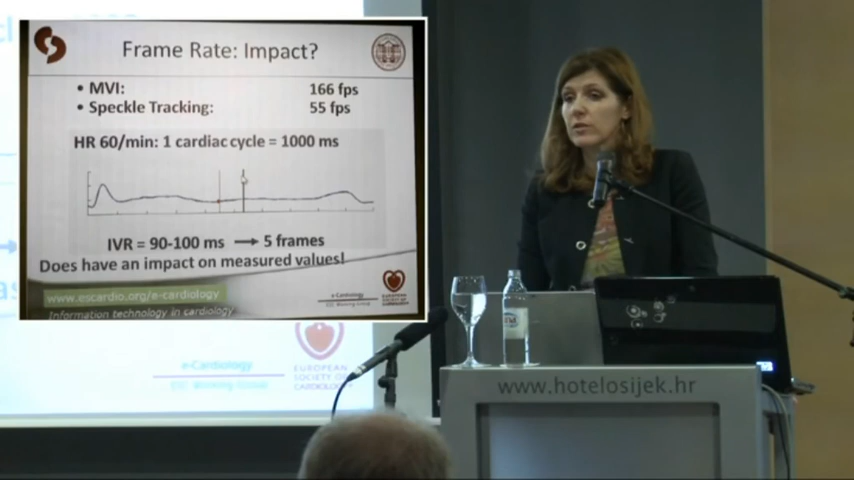 Frame Rate: Impact?
• MVI: 166 fps
• Speckle Tracking: 55 fps
HR 60/min: 1 cardiac cycle = 1000 ms
IVR = 90-100 ms → 5 frames
Does have an impact on measured values!
www.escardio.org/e-cardiology
Information technology in cardiology
e-Cardiology
ESC Working Group
EUROPEAN
SOCIETY OF
CARDIOLOGY
e-Cardiology
ESC Working Group
EUROPEAN
SOCIETY OF
CARDIOLOGY
www.hotelosijek.hr